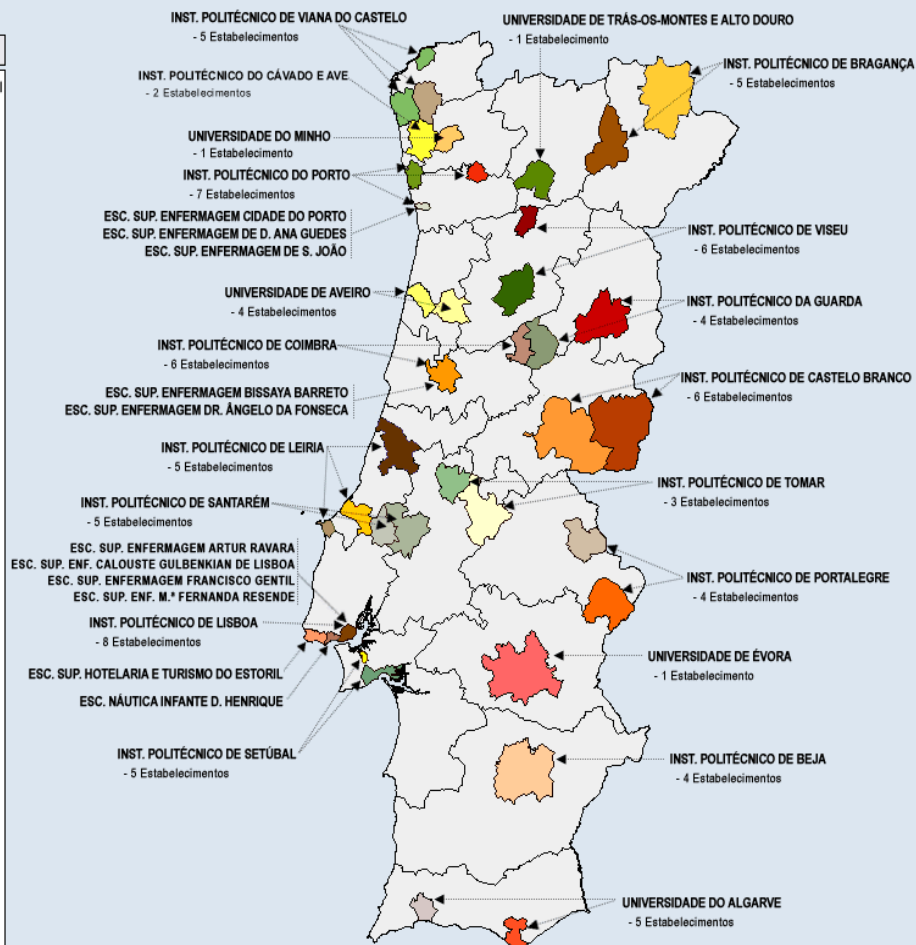 INST. POLITÉCNICO DE VIANA DO CASTELO
- 5 Estabelecimentos
UNIVERSIDADE DE TRÁS-OS-MONTES E ALTO DOURO
- 1 Estabelecimento
INST. POLITÉCNICO DE BRAGANÇA
- 5 Estabelecimentos
INST. POLITÉCNICO DO CÁVADO E AVE
- 2 Estabelecimentos
UNIVERSIDADE DO MINHO
- 1 Estabelecimento
INST. POLITÉCNICO DO PORTO
- 7 Estabelecimentos
ESC. SUP. ENFERMAGEM CIDADE DO PORTO
ESC. SUP. ENFERMAGEM DE D. ANA GUEDES
ESC. SUP. ENFERMAGEM DE S. JOÃO
INST. POLITÉCNICO DE VISEU
- 6 Estabelecimentos
UNIVERSIDADE DE AVEIRO
- 4 Estabelecimentos
INST. POLITÉCNICO DA GUARDA
- 4 Estabelecimentos
INST. POLITÉCNICO DE COIMBRA
- 6 Estabelecimentos
ESC. SUP. ENFERMAGEM BISSAYA BARRETO
ESC. SUP. ENFERMAGEM DR. ÂNGELO DA FONSECA
INST. POLITÉCNICO DE CASTELO BRANCO
- 6 Estabelecimentos
INST. POLITÉCNICO DE LEIRIA
- 5 Estabelecimentos
INST. POLITÉCNICO DE TOMAR
- 3 Estabelecimentos
INST. POLITÉCNICO DE SANTARÉM
- 5 Estabelecimentos
ESC. SUP. ENFERMAGEM ARTUR RAVARA
ESC. SUP. ENF. CALOUSTE GULBENKIAN DE LISBOA
ESC. SUP. ENFERMAGEM FRANCISCO GENTIL
ESC. SUP. ENF. M.ª FERNANDA RESENDE
INST. POLITÉCNICO DE PORTALEGRE
- 4 Estabelecimentos
INST. POLITÉCNICO DE LISBOA
- 8 Estabelecimentos
ESC. SUP. HOTELARIA E TURISMO DO ESTORIL
ESC. NÁUTICA INFANTE D. HENRIQUE
UNIVERSIDADE DE ÉVORA
- 1 Estabelecimento
INST. POLITÉCNICO DE SETÚBAL
- 5 Estabelecimentos
INST. POLITÉCNICO DE BEJA
- 4 Estabelecimentos
UNIVERSIDADE DO ALGARVE
- 5 Estabelecimentos